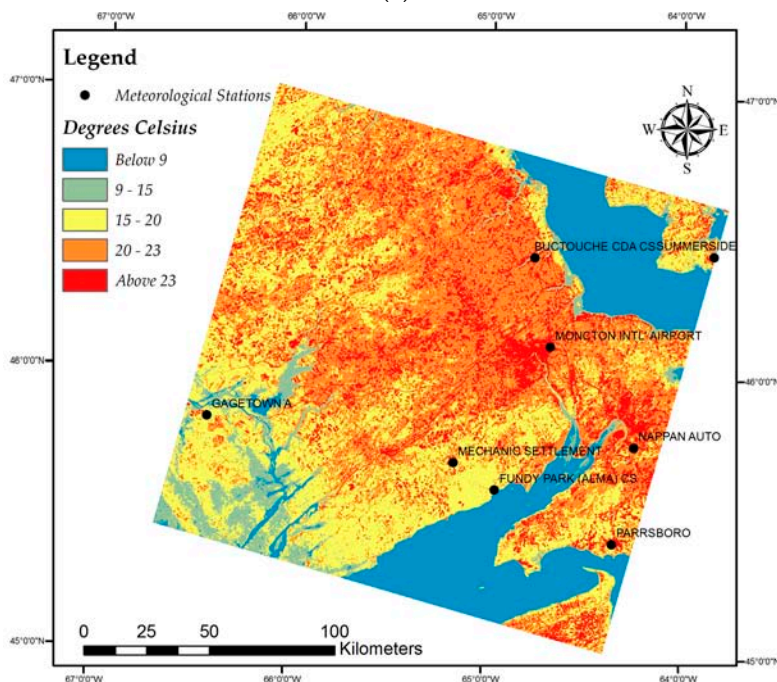 67°0'0"W 66°0'0"W 65°0'0"W 64°0'0"W
Legend
Meteorological Stations
Degrees Celsius
Below 9
9 - 15
15 - 20
20 - 23
Above 23
N
W E
S
47°0'0"N 47°0'0"N
BUCTOUCHE CDA CSSUMMERSIDE
MONCTON INTL' AIRPORT
46°0'0"N 46°0'0"N
GAGETOWN A
NAPPAN AUTO
MECHANIC SETTLEMENT
FUNDY PARK (ALMA) CS
PARRSBORO
45°0'0"N 45°0'0"N
0 25 50 100
Kilometers
67°0'0"W 66°0'0"W 65°0'0"W 64°0'0"W